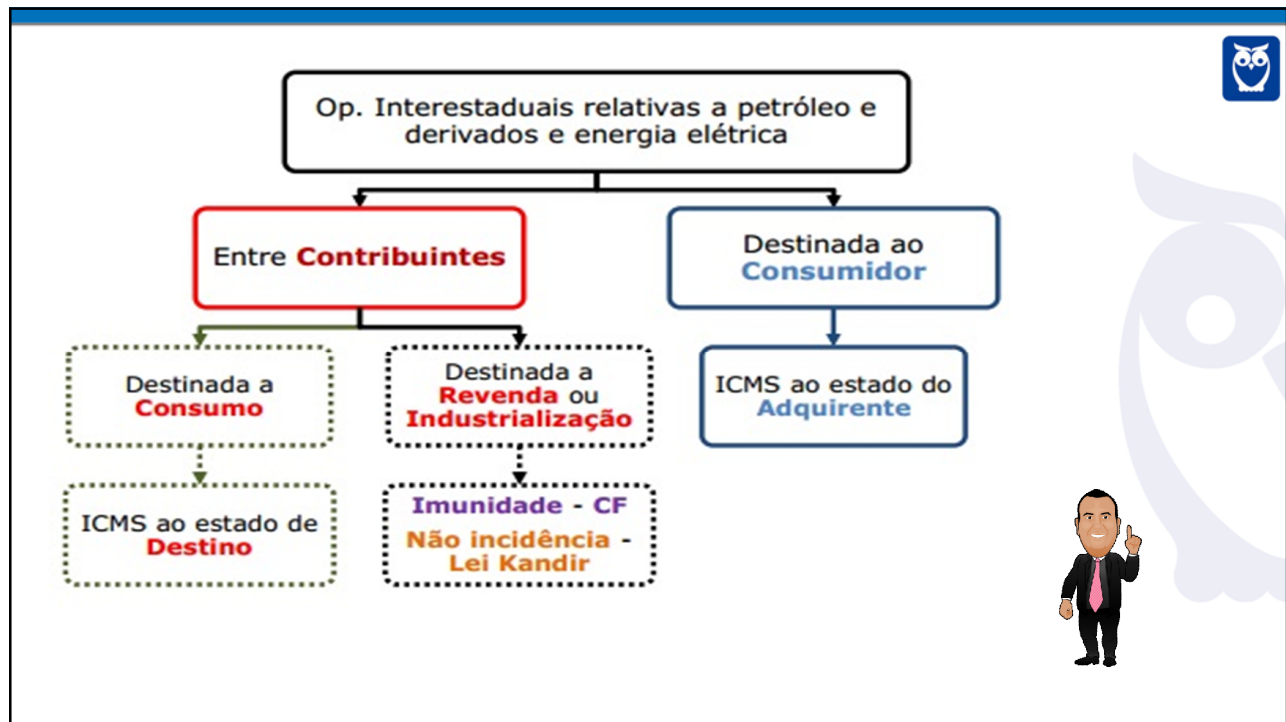 Op. Interestaduais relativas a petróleo e
derivados e energia elétrica
Entre Contribuintes
Destinada ao
Consumidor
Destinada a
Consumo
Destinada a
Revenda ou
Industrialização
ICMS ao estado do
Adquirente
ICMS ao estado de
Destino
Imunidade - CF
Não incidência -
Lei Kandir